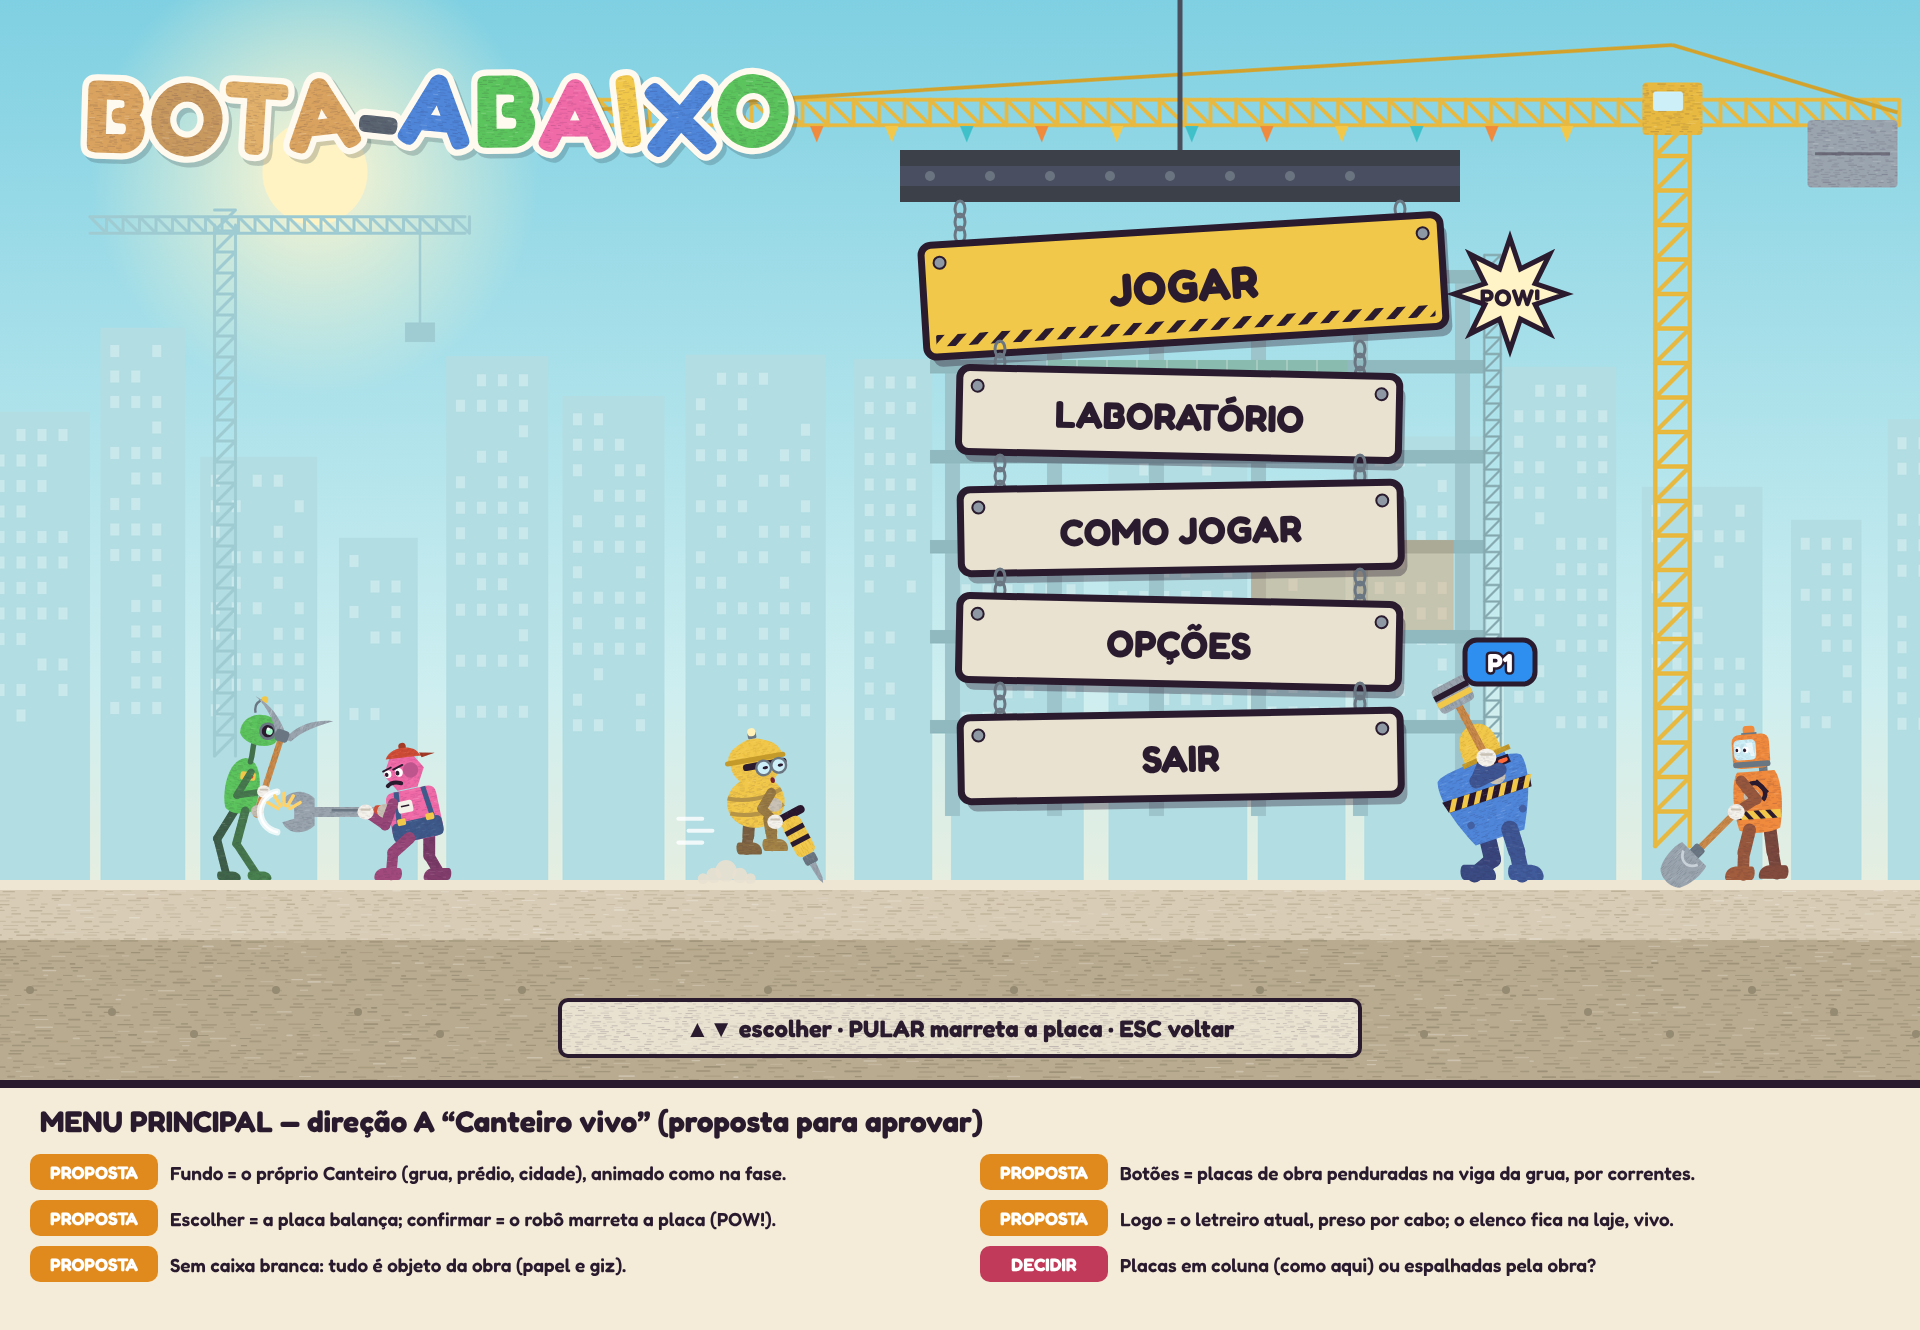 BOTA-ABAIXO
JOGAR
POW!
LABORATÓRIO
COMO JOGAR
OPÇÕES
P1
SAIR
▲ ▼ escolher · PULAR marreta a placa · ESC voltar
MENU PRINCIPAL — direção A “Canteiro vivo” (proposta para aprovar)
PROPOSTA Fundo = o próprio Canteiro (grua, prédio, cidade), animado como na fase.
PROPOSTA Botões = placas de obra penduradas na viga da grua, por correntes.
PROPOSTA Escolher = a placa balança; confirmar = o robô marreta a placa (POW!).
PROPOSTA Logo = o letreiro atual, preso por cabo; o elenco fica na laje, vivo.
PROPOSTA Sem caixa branca: tudo é objeto da obra (papel e giz).
DECIDIR Placas em coluna (como aqui) ou espalhadas pela obra?